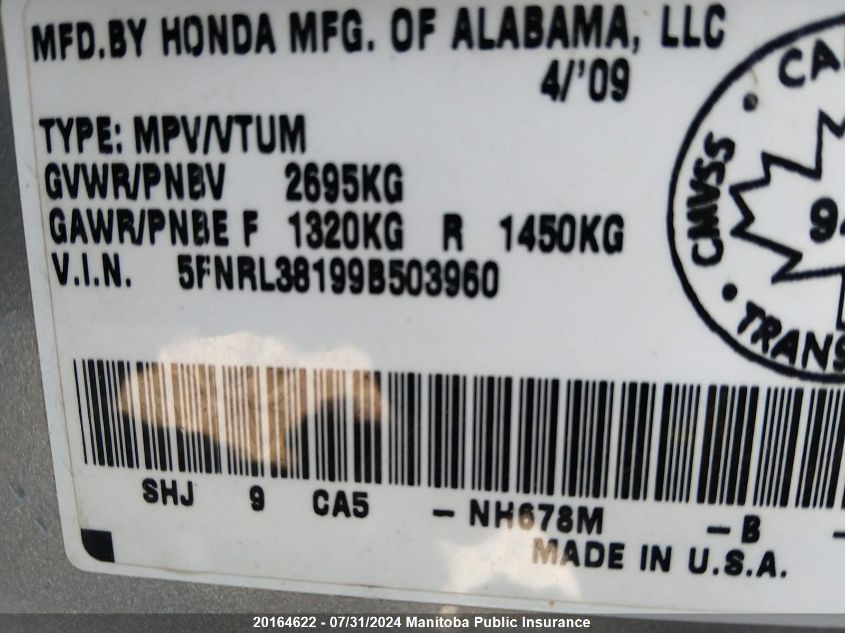 MFD.BY HONDA MFG. OF ALABAMA, LLC
4/'09
TYPE: MPV/VTUM
GVWR/PNBV 2695KG
GAWR/PNBE F 1320KG R 1450KG
V.I.N. 5FNRL38199B503960
CMVSS
SHJ 9 CA5 - NH678M - B -
MADE IN U.S.A.
20164622 / 07/31/2024 Manitoba Public Insurance